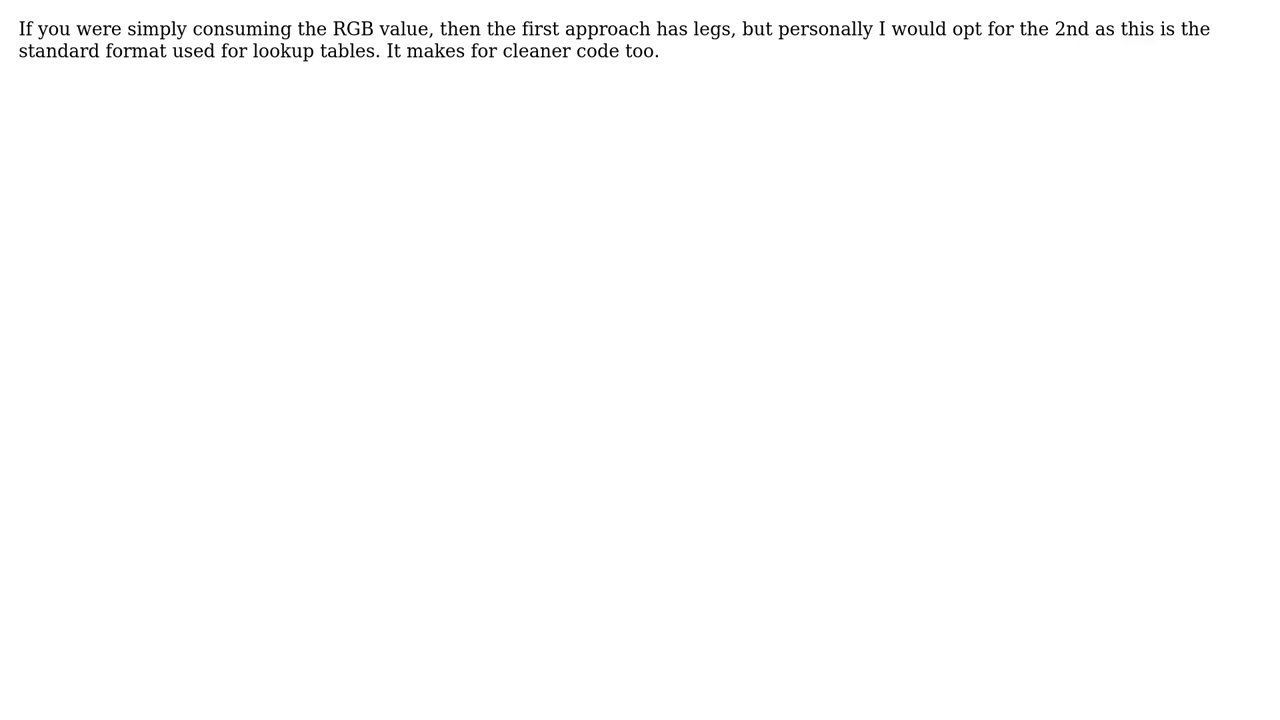 If you were simply consuming the RGB value, then the first approach has legs, but personally I would opt for the 2nd as this is the
standard format used for lookup tables. It makes for cleaner code too.